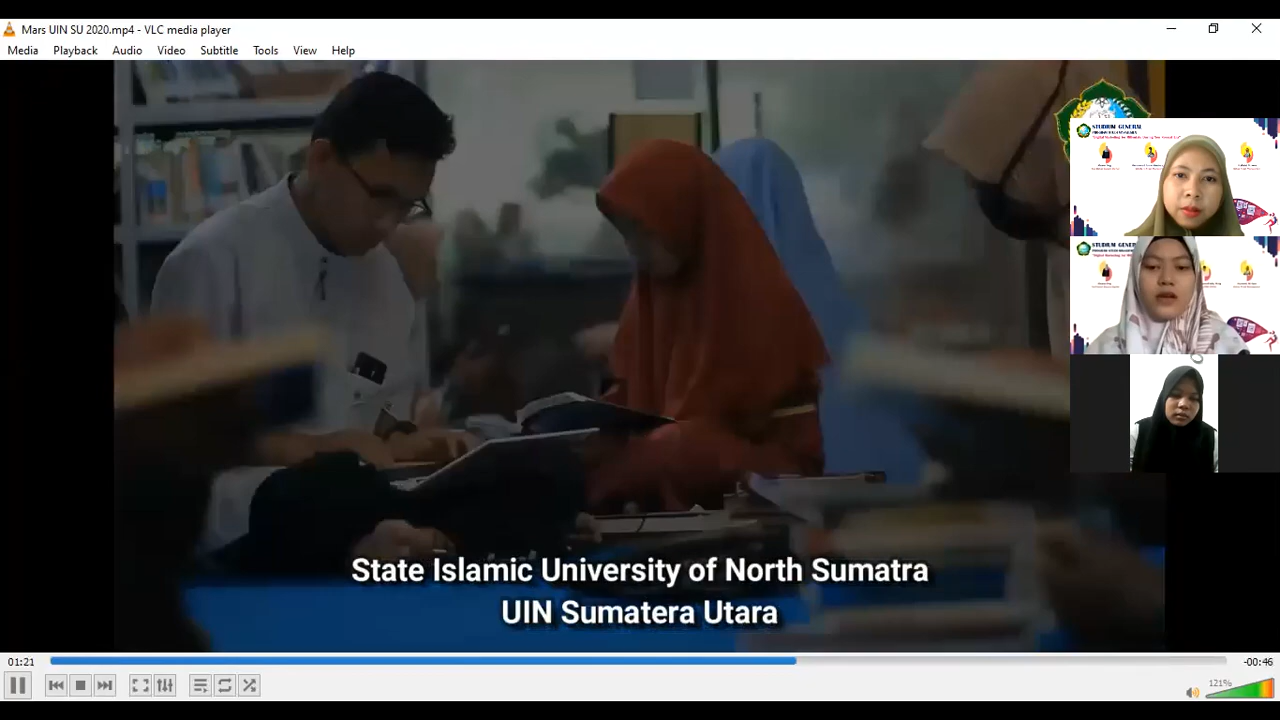 Mars UIN SU 2020.mp4 - VLC media player
Media Playback Audio Video Subtitle Tools View Help
STUDIUM GENERAL
STUDIUM GENE
State Islamic University of North Sumatra
UIN Sumatera Utara
01:21
-00:46
121%